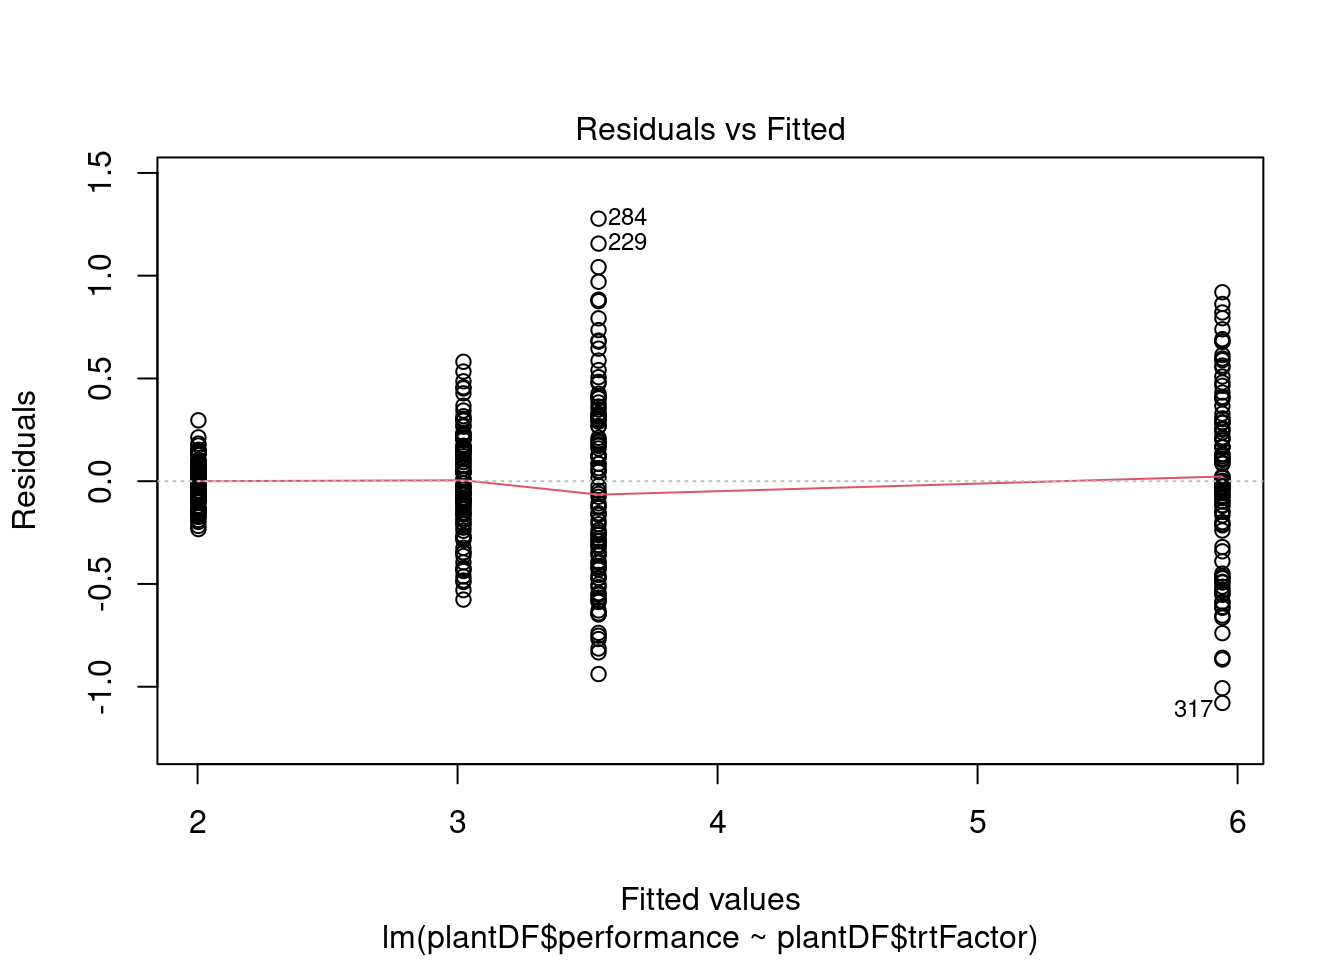 Residuals vs Fitted
1.5
1.0
0.5
0.0
-0.5
-1.0
Residuals
284
229
317
2 3 4 5 6
Fitted values
lm(plantDF$performance ~ plantDF$trtFactor)